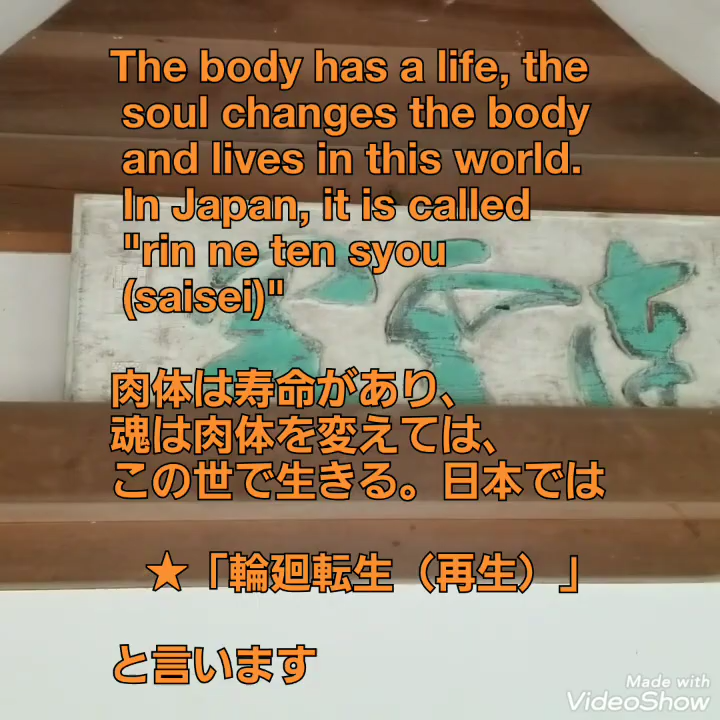 The body has a life, the
soul changes the body
and lives in this world.
In Japan, it is called
"rin ne ten syou
(saisei)"
肉体は寿命があり、
魂は肉体を変えては、
この世で生きる。日本では
★「輪廻転生（再生）」
と言います
Made with
VideoShow